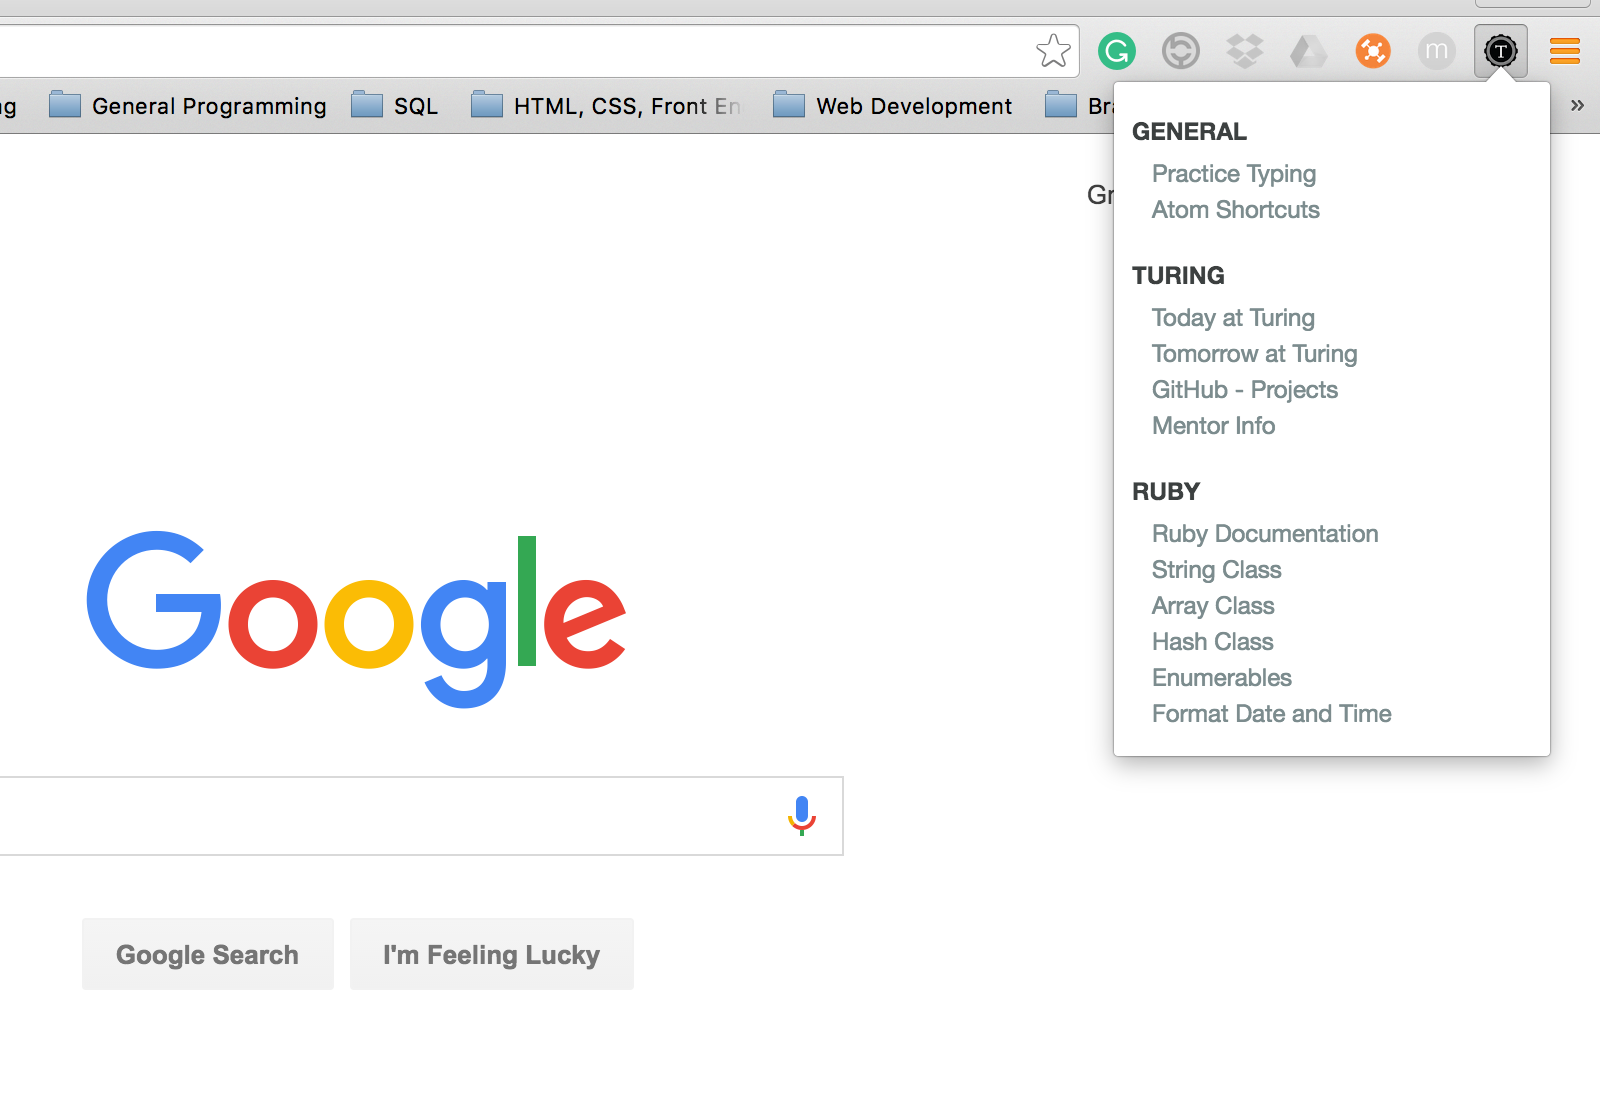 G m T
g General Programming SQL HTML, CSS, Front En Web Development Bra »
Gr
GENERAL
Practice Typing
Atom Shortcuts
TURING
Today at Turing
Tomorrow at Turing
GitHub - Projects
Mentor Info
RUBY
Ruby Documentation
String Class
Array Class
Hash Class
Enumerables
Format Date and Time
Google
Google Search I'm Feeling Lucky